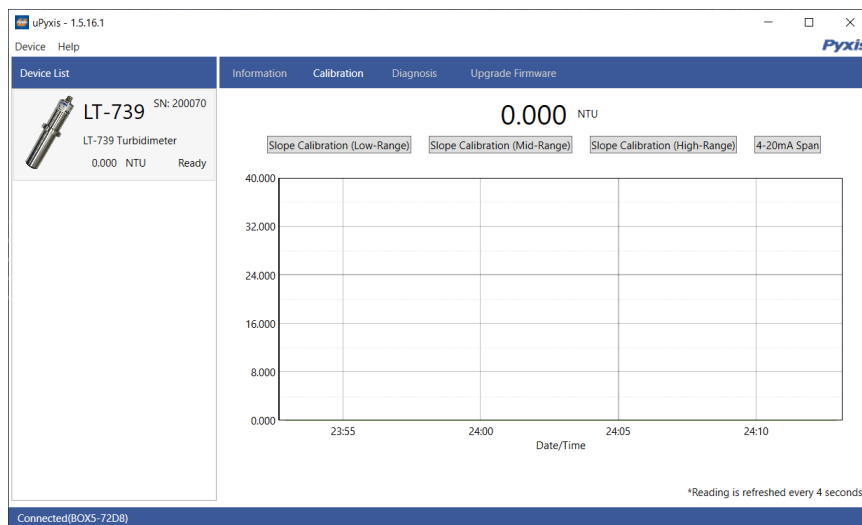 uPyxis - 1.5.16.1
Device Help
Pyxis
Device List
Information Calibration Diagnosis Upgrade Firmware
LT-739 SN: 200070
LT-739 Turbidimeter
0.000 NTU Ready
0.000 NTU
Slope Calibration (Low-Range) Slope Calibration (Mid-Range) Slope Calibration (High-Range) 4-20mA Span
40.000
32.000
24.000
16.000
8.000
0.000
23:55 24:00 24:05 24:10
Date/Time
*Reading is refreshed every 4 seconds
Connected(BOX5-72D8)